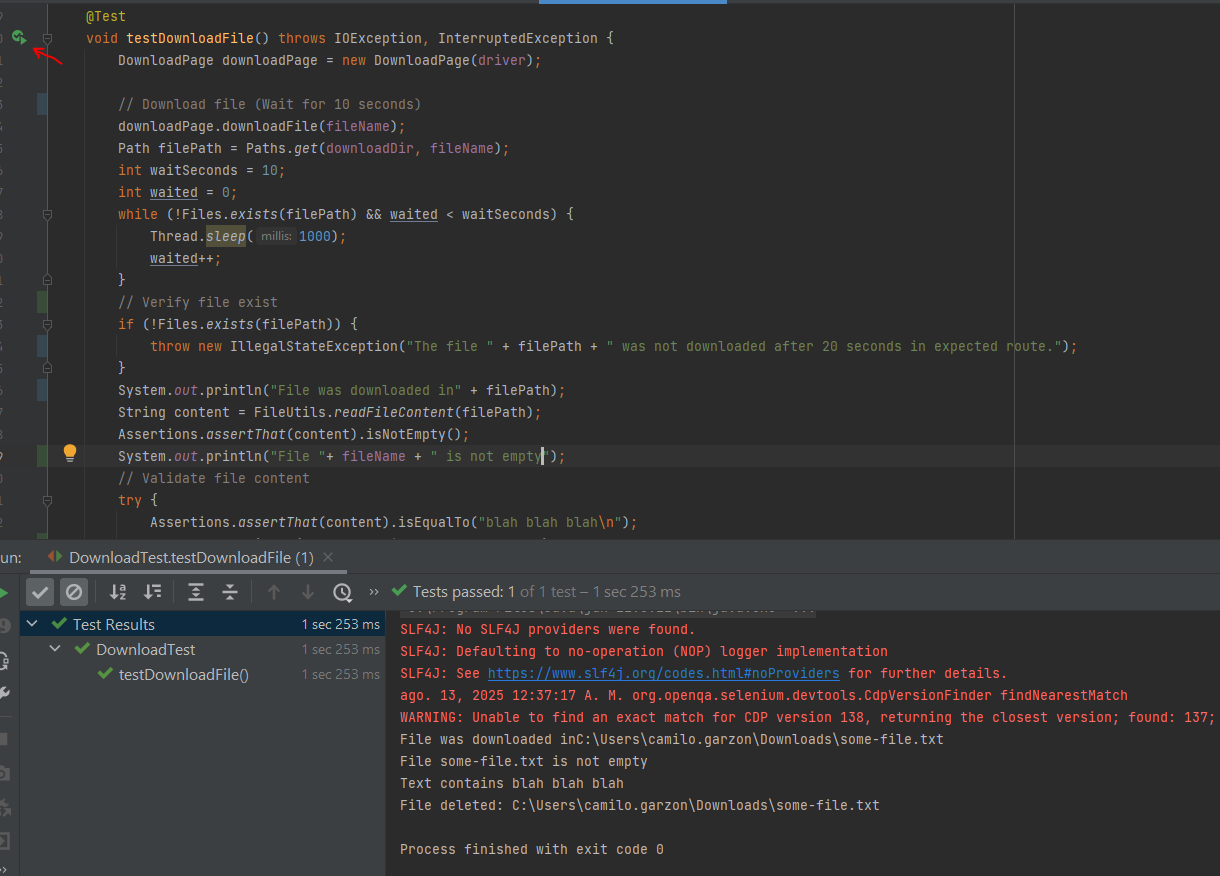 @Test
void testDownloadFile() throws IOException, InterruptedException {
DownloadPage downloadPage = new DownloadPage(driver);
// Download file (Wait for 10 seconds)
downloadPage.downloadFile(fileName);
Path filePath = Paths.get(downloadDir, fileName);
int waitSeconds = 10;
int waited = 0;
while (!Files.exists(filePath) && waited < waitSeconds) {
Thread.sleep( millis: 1000);
waited++;
}
// Verify file exist
if (!Files.exists(filePath)) {
throw new IllegalStateException("The file " + filePath + " was not downloaded after 20 seconds in expected route.");
}
System.out.println("File was downloaded in" + filePath);
String content = FileUtils.readFileContent(filePath);
Assertions.assertThat(content).isNotEmpty();
System.out.println("File "+ fileName + " is not empty");
// Validate file content
try {
Assertions.assertThat(content).isEqualTo("blah blah blah\n");
un: DownloadTest.testDownloadFile (1)
Tests passed: 1 of 1 test – 1 sec 253 ms
Test Results 1 sec 253 ms
DownloadTest 1 sec 253 ms
testDownloadFile() 1 sec 253 ms
SLF4J: No SLF4J providers were found.
SLF4J: Defaulting to no-operation (NOP) logger implementation
SLF4J: See https://www.slf4j.org/codes.html#noProviders for further details.
ago. 13, 2025 12:37:17 A. M. org.openqa.selenium.devtools.CdpVersionFinder findNearestMatch
WARNING: Unable to find an exact match for CDP version 138, returning the closest version; found: 137;
File was downloaded inC:\Users\camilo.garzon\Downloads\some-file.txt
File some-file.txt is not empty
Text contains blah blah blah
File deleted: C:\Users\camilo.garzon\Downloads\some-file.txt
Process finished with exit code 0